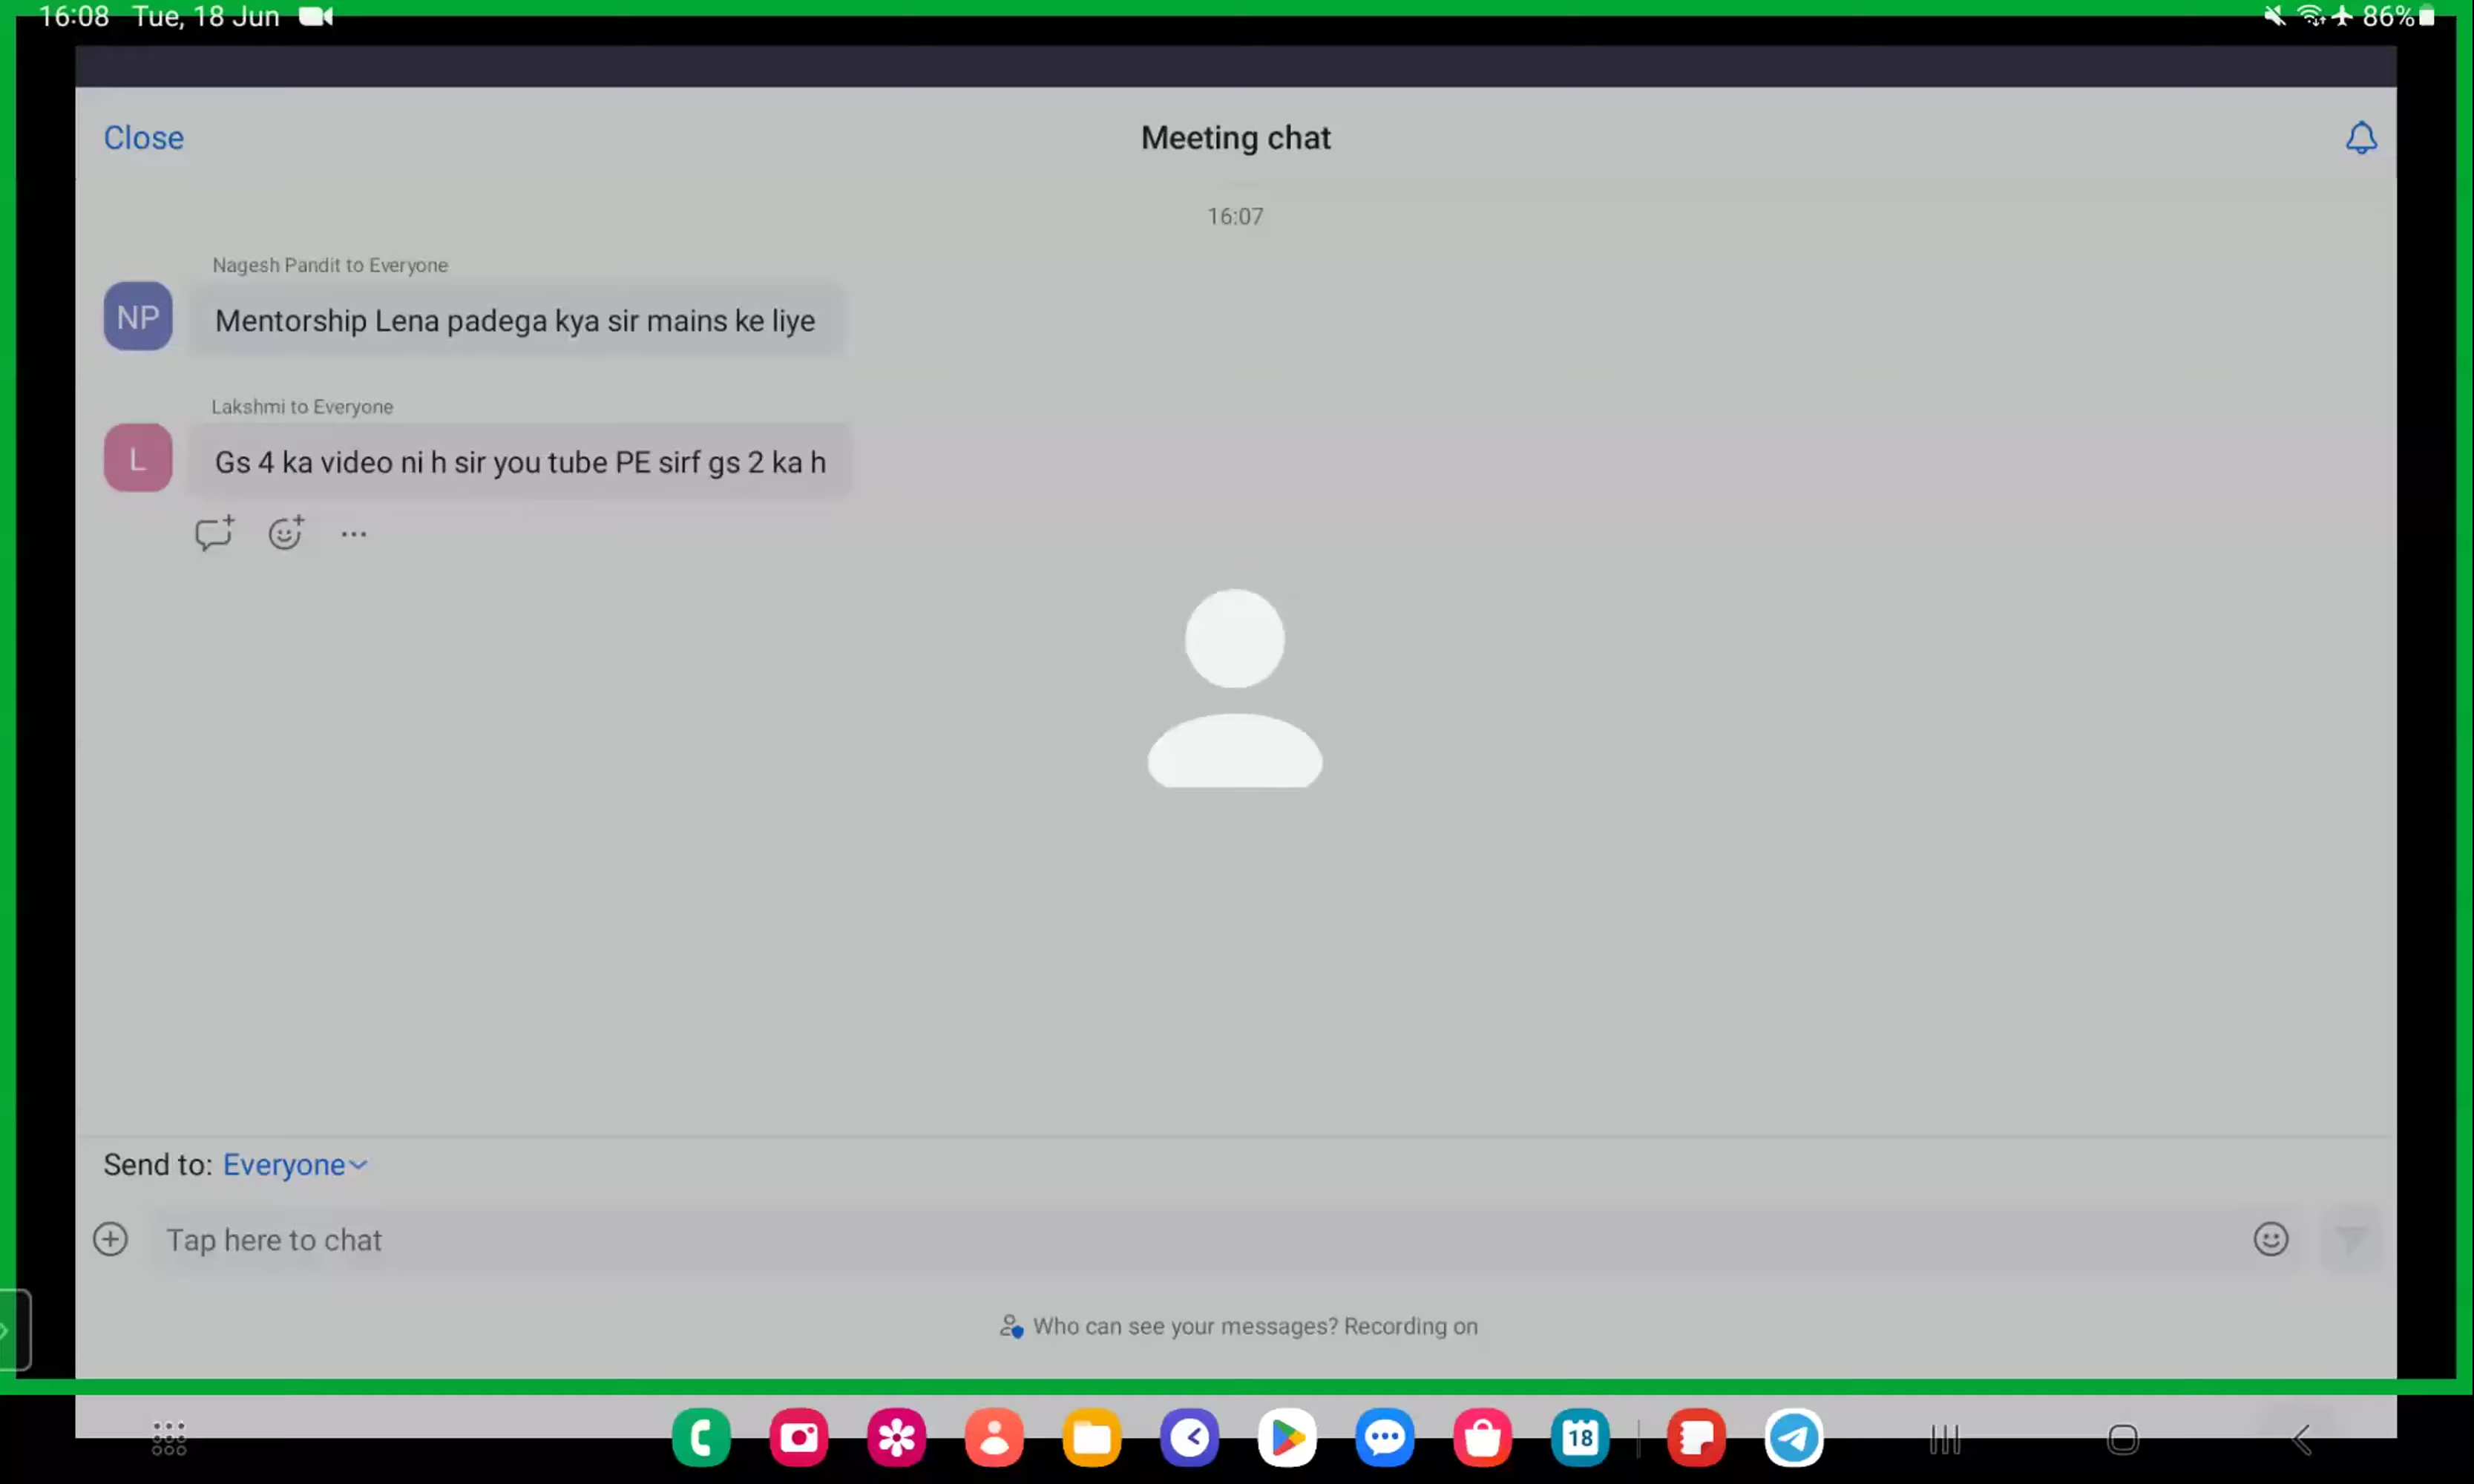 16:08 Tue, 18 Jun 86%
Close Meeting chat
16:07
Nagesh Pandit to Everyone
NP Mentorship Lena padega kya sir mains ke liye
Lakshmi to Everyone
L Gs 4 ka video ni h sir you tube PE sirf gs 2 ka h
Send to: Everyone
Tap here to chat
Who can see your messages? Recording on
18